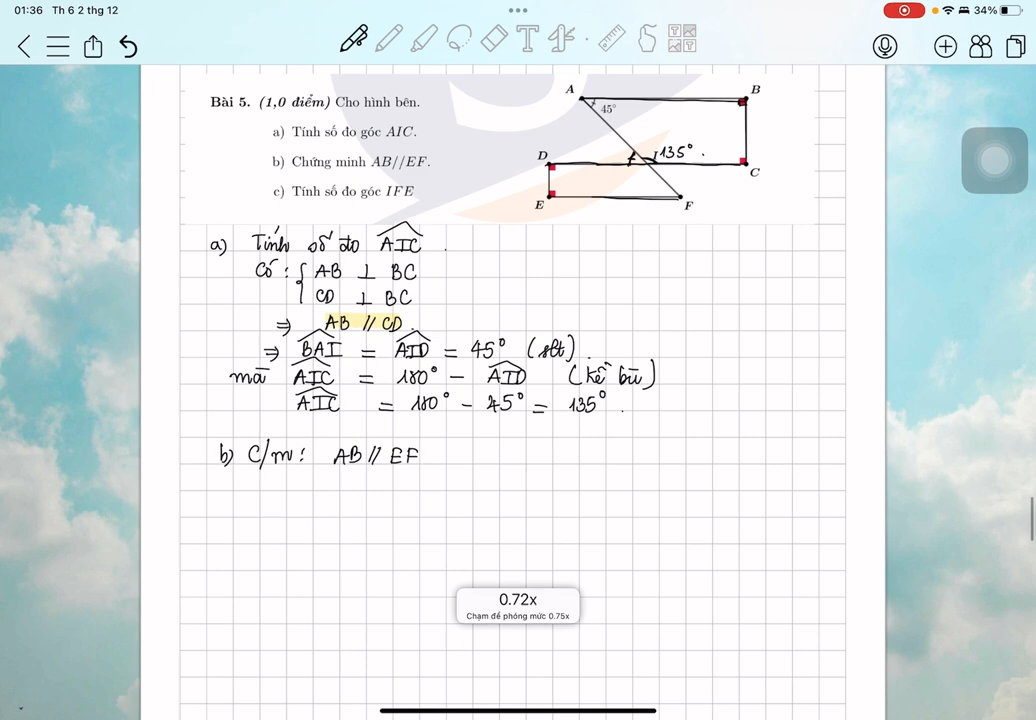 01:36 Th 6 2 thg 12
34%
Bài 5. (1,0 điểm) Cho hình bên.
a) Tính số đo góc AIC.
b) Chứng minh AB//EF.
c) Tính số đo góc IFE
A
B
45°
D
I
135°.
C
E
F
a) Tính số đo AIC.
Có: { AB ⊥ BC
CD ⊥ BC
⇒ AB // CD.
⇒ BAI = AID = 45° (slt).
mà AIC = 180° − AID (kề bù)
AIC = 180° − 45° = 135°.
b) C/m: AB // EF
0.72x
Chạm để phóng mức 0.75x